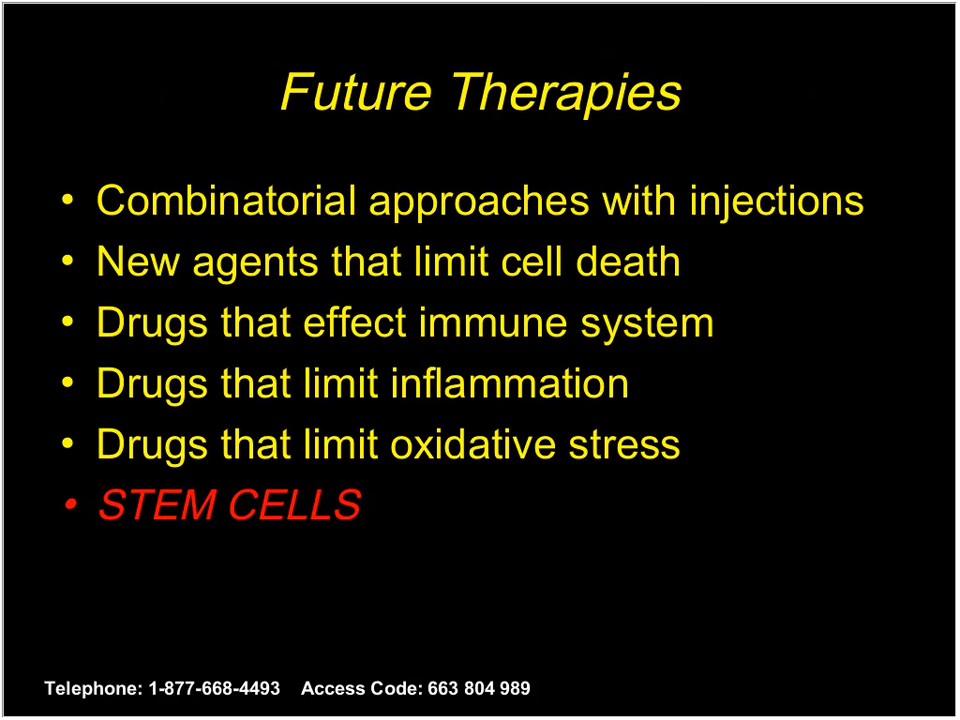 Future Therapies
• Combinatorial approaches with injections
• New agents that limit cell death
• Drugs that effect immune system
• Drugs that limit inflammation
• Drugs that limit oxidative stress
• STEM CELLS
Telephone: 1-877-668-4493 Access Code: 663 804 989